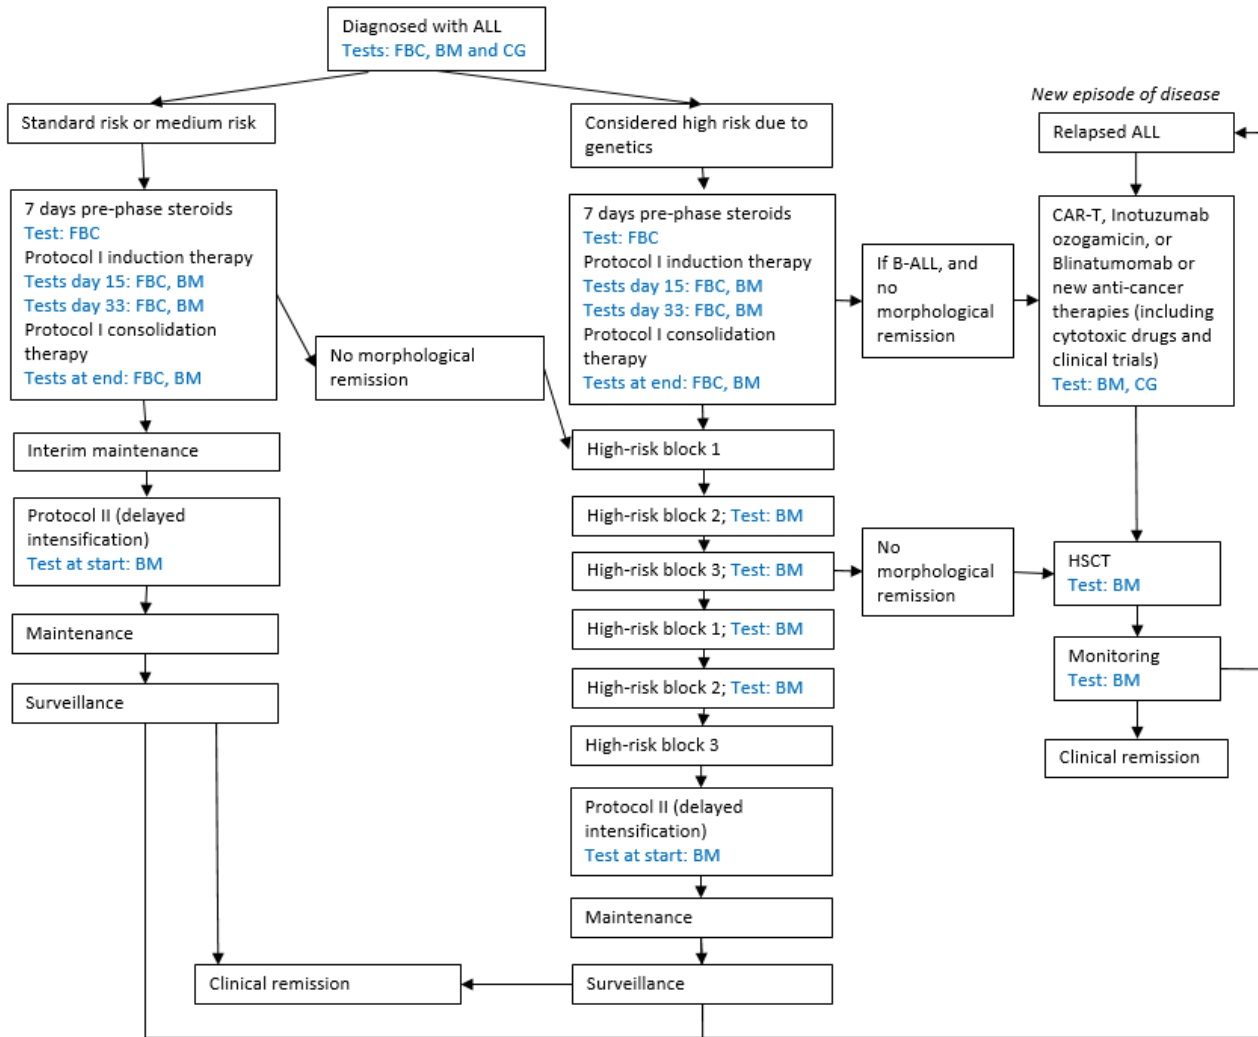 Diagnosed with ALL
Tests: FBC, BM and CG
Standard risk or medium risk
7 days pre-phase steroids
Test: FBC
Protocol I induction therapy
Tests day 15: FBC, BM
Tests day 33: FBC, BM
Protocol I consolidation
therapy
Tests at end: FBC, BM
No morphological
remission
Interim maintenance
Protocol II (delayed
intensification)
Test at start: BM
Maintenance
Surveillance
Clinical remission
Considered high risk due to
genetics
7 days pre-phase steroids
Test: FBC
Protocol I induction therapy
Tests day 15: FBC, BM
Tests day 33: FBC, BM
Protocol I consolidation
therapy
Tests at end: FBC, BM
High-risk block 1
High-risk block 2; Test: BM
High-risk block 3; Test: BM
High-risk block 1; Test: BM
High-risk block 2; Test: BM
High-risk block 3
Protocol II (delayed
intensification)
Test at start: BM
Maintenance
Surveillance
If B-ALL, and
no
morphological
remission
No
morphological
remission
New episode of disease
Relapsed ALL
CAR-T, Inotuzumab
ozogamicin, or
Blinatumomab or
new anti-cancer
therapies (including
cytotoxic drugs and
clinical trials)
Test: BM, CG
HSCT
Test: BM
Monitoring
Test: BM
Clinical remission